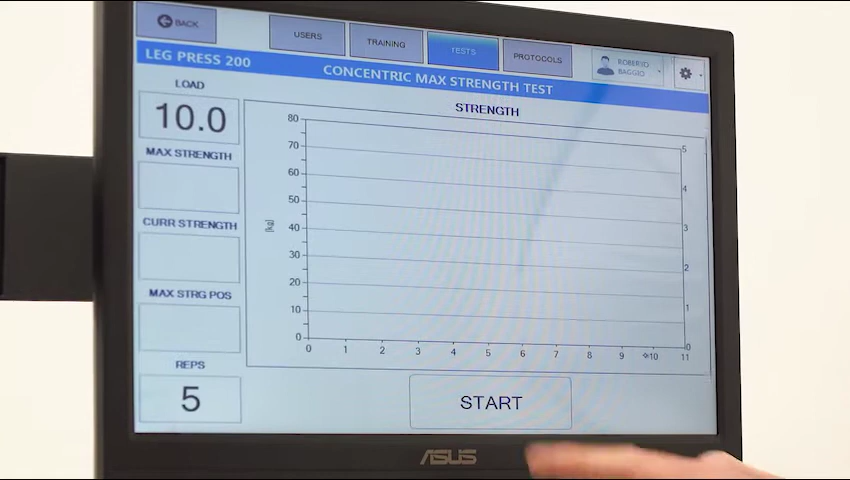 BACK
USERS
TRAINING
TESTS
PROTOCOLS
ROBERTO
BAGGIO
LEG PRESS 200
CONCENTRIC MAX STRENGTH TEST
LOAD
10.0
MAX STRENGTH
CURR STRENGTH
MAX STRG POS
REPS
5
STRENGTH
80
70
60
50
40
30
20
10
0
[kg]
5
4
3
2
1
0
0 1 2 3 4 5 6 7 8 9 10 11
START
ASUS